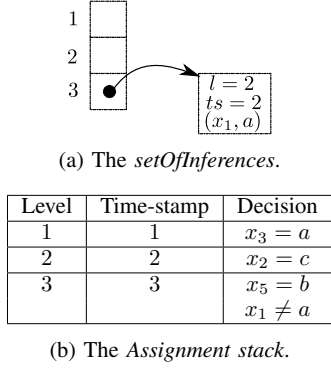 1
2
3
l = 2
ts = 2
(x₁, a)
(a) The setOfInferences.
Level Time-stamp Decision
1 1 x₃ = a
2 2 x₂ = c
3 3 x₅ = b
x₁ ≠ a
(b) The Assignment stack.